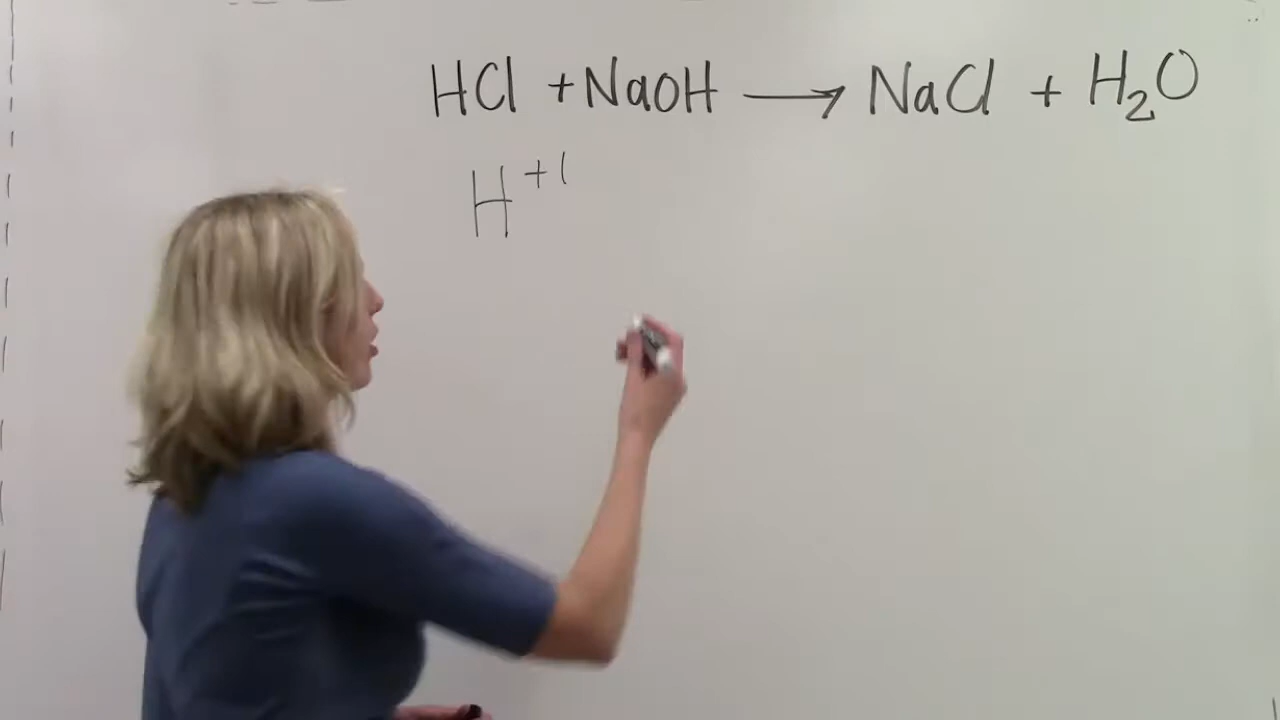 HCl + NaOH → NaCl + H₂O
H⁺¹